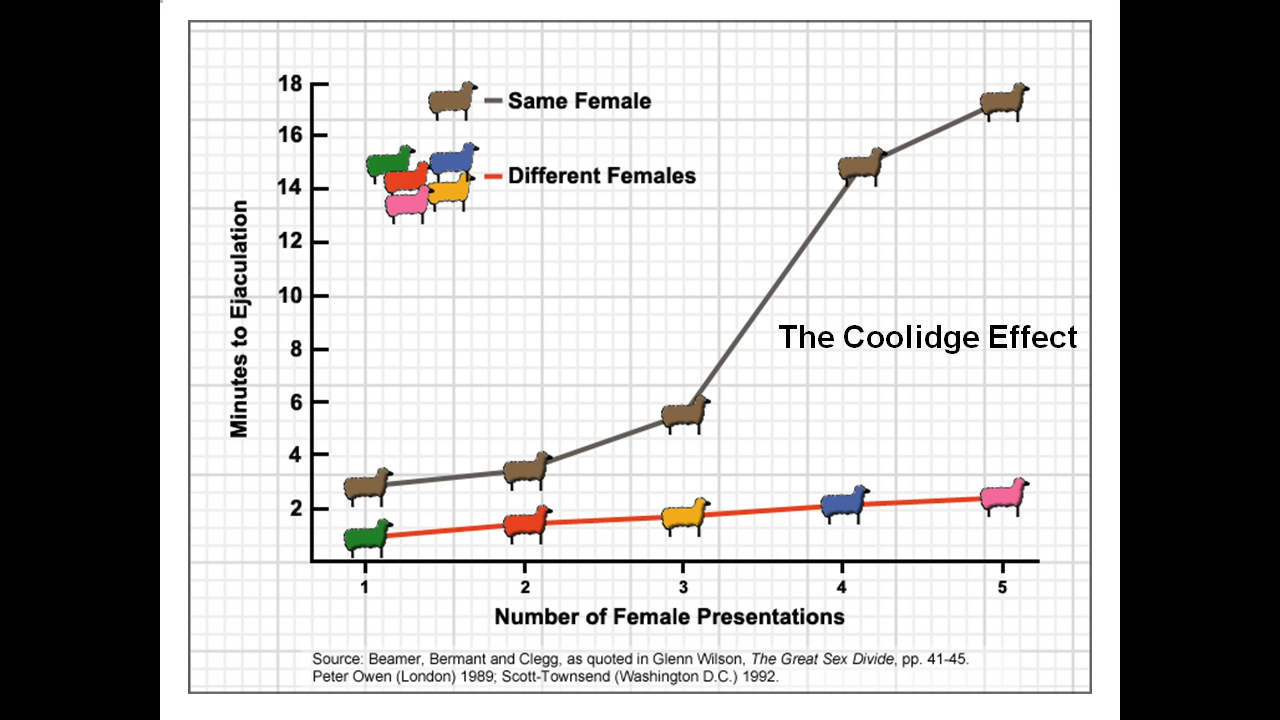 18
Same Female
16
Different Females
14
12
10
8
The Coolidge Effect
6
4
2
Minutes to Ejaculation
1 2 3 4 5
Number of Female Presentations
Source: Beamer, Bermant and Clegg, as quoted in Glenn Wilson, The Great Sex Divide, pp. 41-45.
Peter Owen (London) 1989; Scott-Townsend (Washington D.C.) 1992.